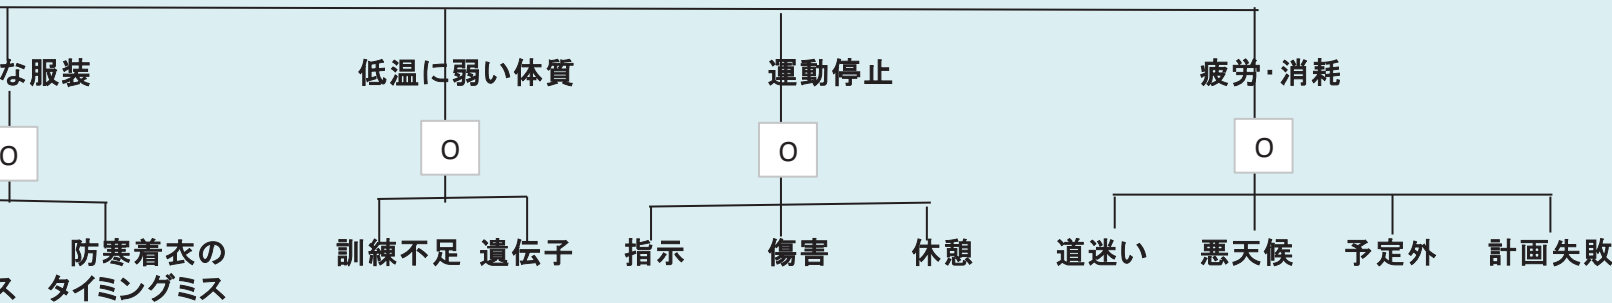 な服装
低温に弱い体質
運動停止
疲労・消耗
O
O
O
O
防寒着衣の
タイミングミス
ス
訓練不足
遺伝子
指示
傷害
休憩
道迷い
悪天候
予定外
計画失敗